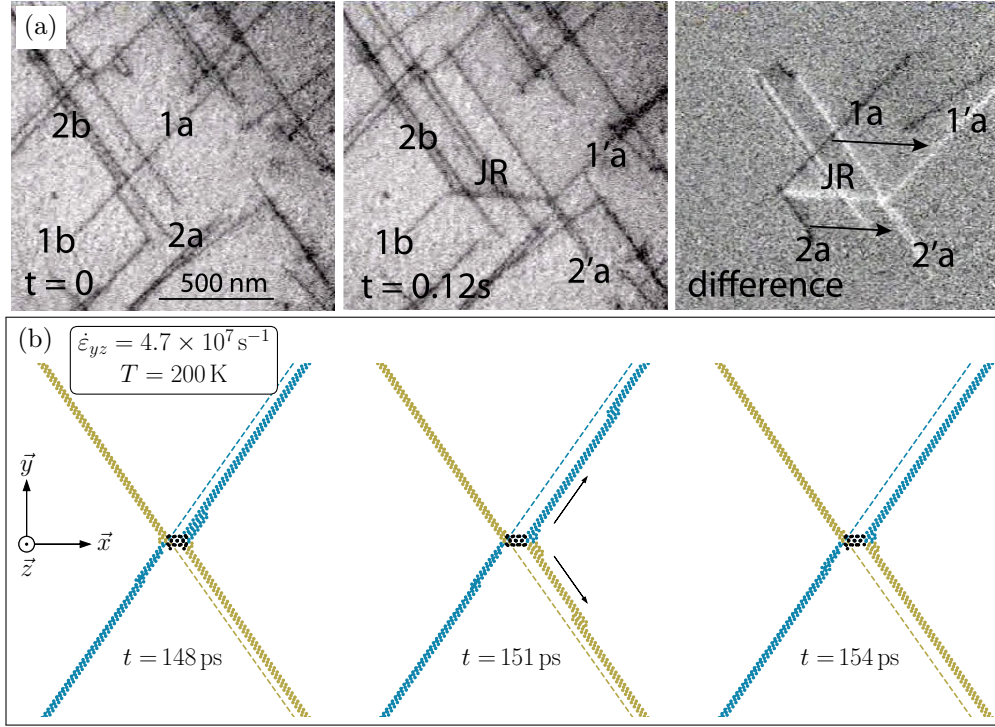 (a)
2b
1a
1b
2a
t = 0
500 nm
2b
JR
1'a
1b
2'a
t = 0.12s
1a
1'a
JR
2a
2'a
difference
(b)
ε̇yz = 4.7 × 10⁷ s⁻¹
T = 200 K
y⃗
x⃗
z⃗
t = 148 ps
t = 151 ps
t = 154 ps